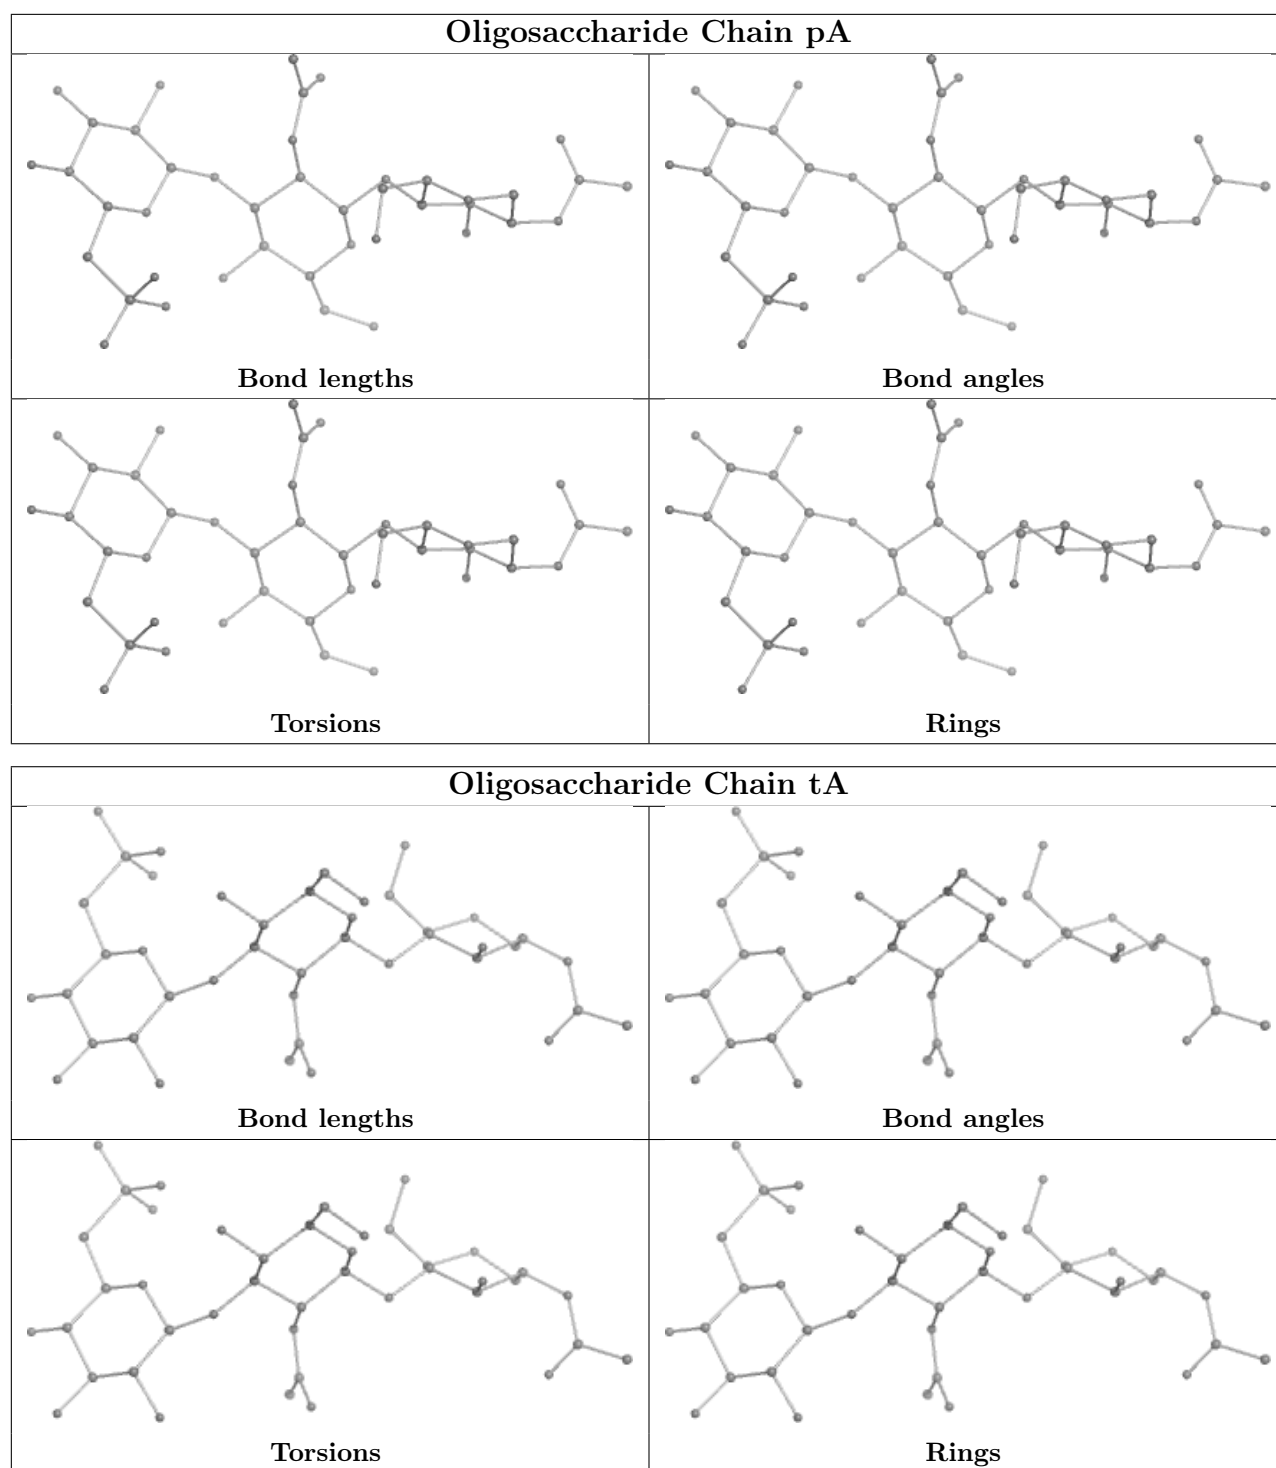 Oligosaccharide Chain pA
Bond lengths
Bond angles
Torsions
Rings
Oligosaccharide Chain tA
Bond lengths
Bond angles
Torsions
Rings